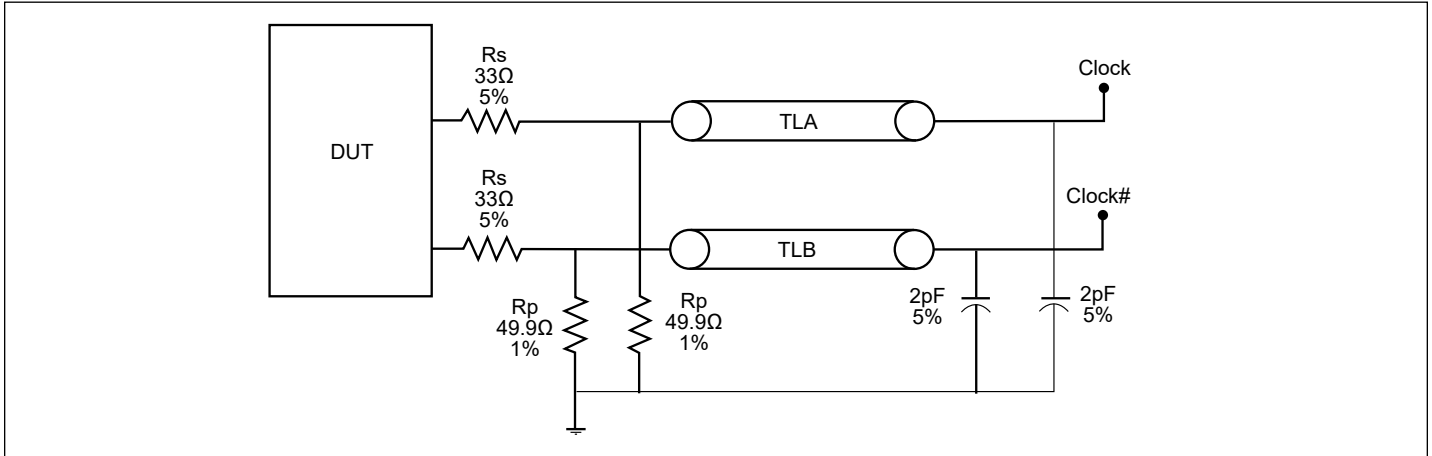 Rs
33Ω
5%
Clock
TLA
DUT
Rs
33Ω
5%
Clock#
TLB
Rp
49.9Ω
1%
Rp
49.9Ω
1%
2pF
5%
2pF
5%